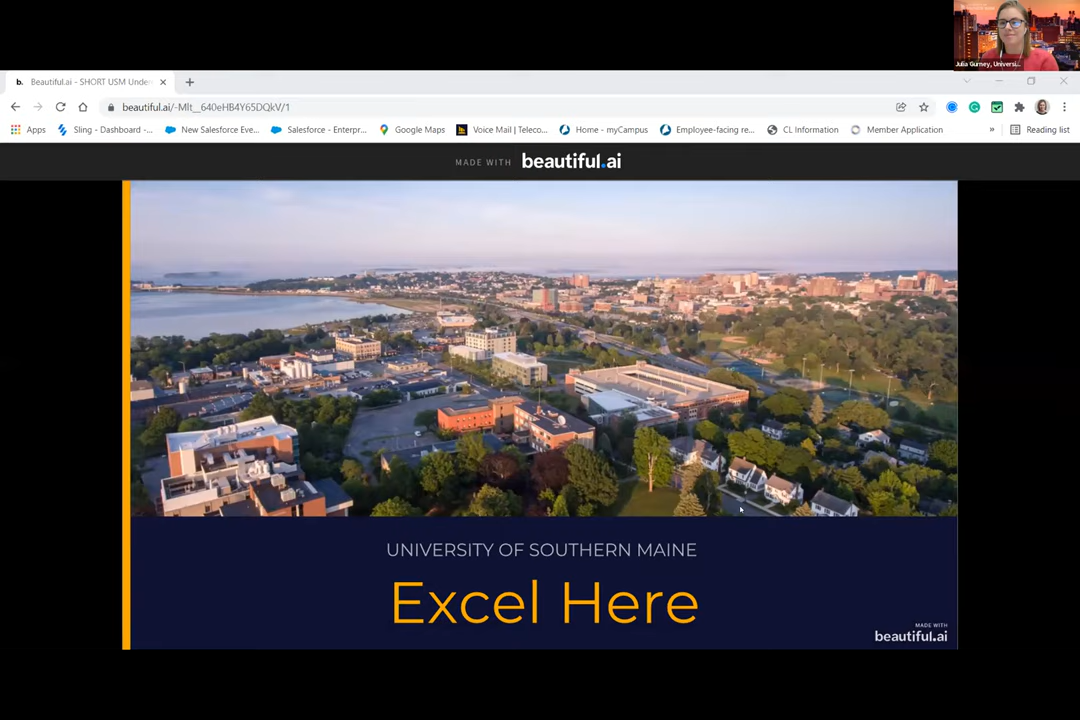 Julia Gurney, Universi...
b. Beautiful.ai - SHORT USM Unde
beautiful.ai/-Mlt__640eHB4Y65DQkV/1
Apps Sling - Dashboard -... New Salesforce Eve... Salesforce - Enterpr... Google Maps Voice Mail | Teleco... Home - myCampus Employee-facing re... CL Information Member Application » Reading list
MADE WITH beautiful.ai
UNIVERSITY OF SOUTHERN MAINE
Excel Here
MADE WITH
beautiful.ai